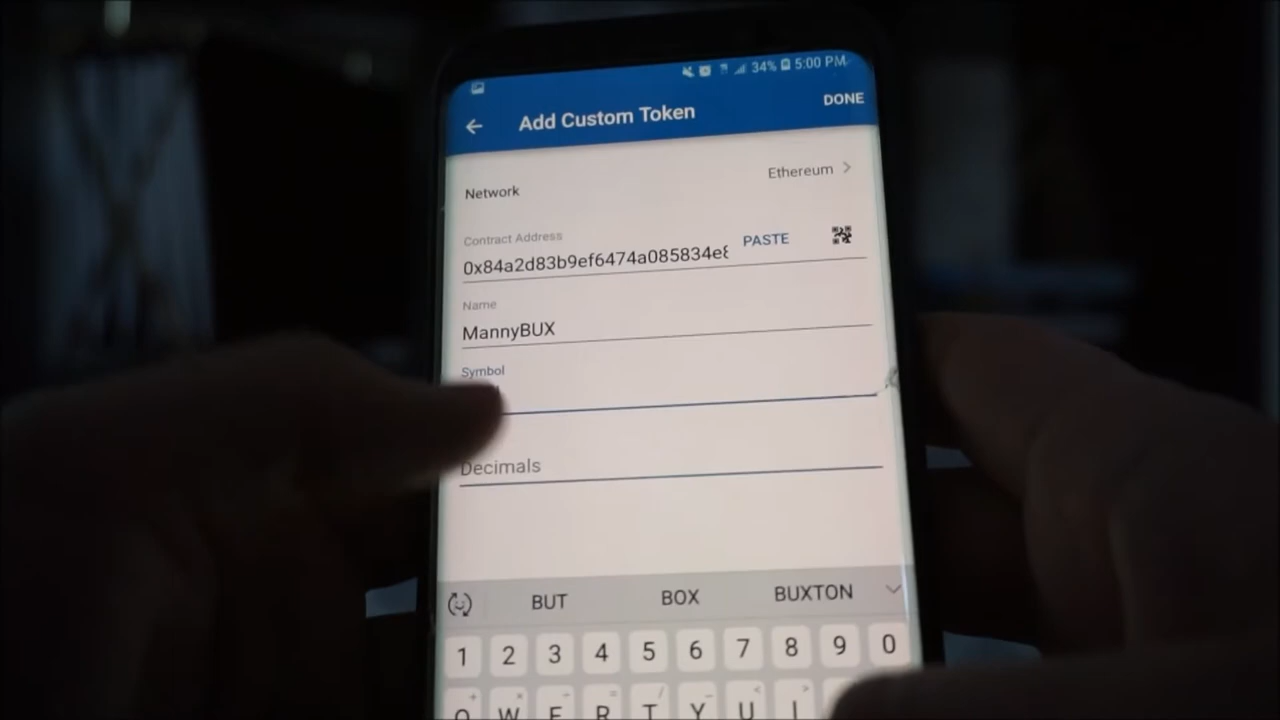 34% 5:00 PM
Add Custom Token
DONE
Network
Ethereum
Contract Address
0x84a2d83b9ef6474a085834e8
PASTE
Name
MannyBUX
Symbol
Decimals
BUT BOX BUXTON
1 2 3 4 5 6 7 8 9 0
Q W E R T Y U I